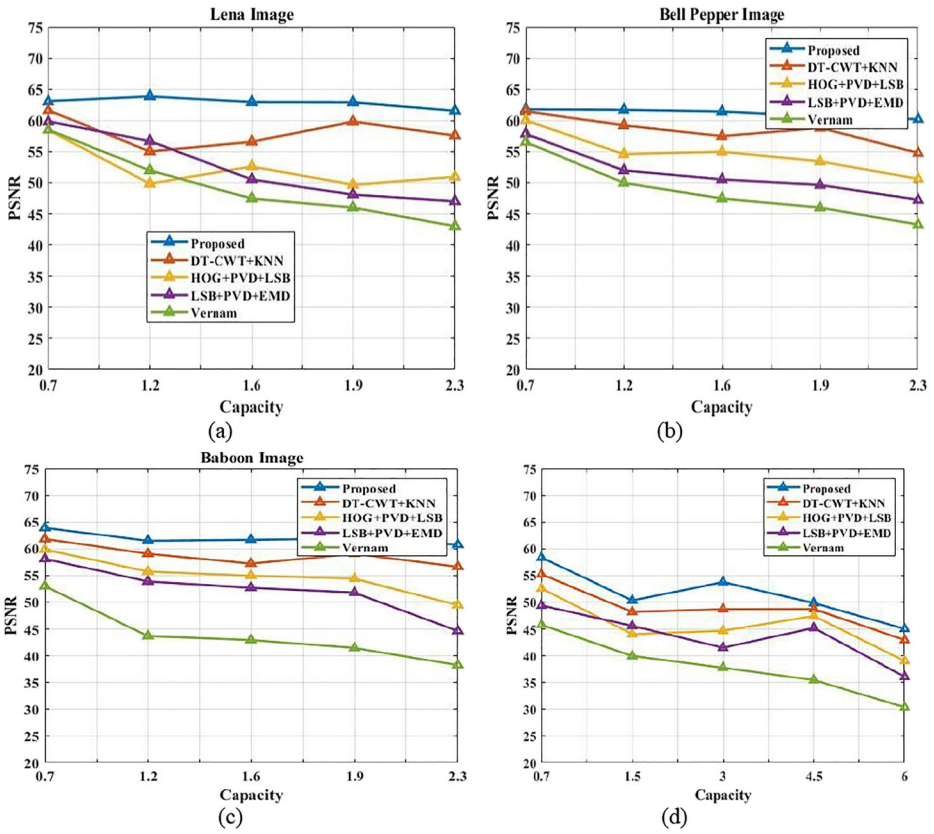 Lena Image
75
70
65
60
55
50
45
40
35
30
25
20
PSNR
Proposed
DT-CWT+KNN
HOG+PVD+LSB
LSB+PVD+EMD
Vernam
0.7 1.2 1.6 1.9 2.3
Capacity
(a)
Bell Pepper Image
75
70
65
60
55
50
45
40
35
30
25
20
PSNR
Proposed
DT-CWT+KNN
HOG+PVD+LSB
LSB+PVD+EMD
Vernam
0.7 1.2 1.6 1.9 2.3
Capacity
(b)
Baboon Image
75
70
65
60
55
50
45
40
35
30
25
20
PSNR
Proposed
DT-CWT+KNN
HOG+PVD+LSB
LSB+PVD+EMD
Vernam
0.7 1.2 1.6 1.9 2.3
Capacity
(c)
75
70
65
60
55
50
45
40
35
30
25
20
PSNR
Proposed
DT-CWT+KNN
HOG+PVD+LSB
LSB+PVD+EMD
Vernam
0.7 1.5 3 4.5 6
Capacity
(d)